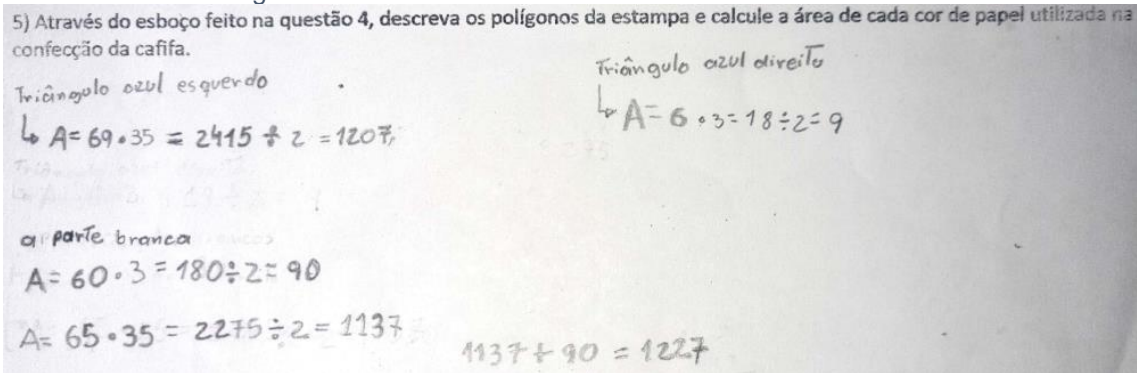 5) Através do esboço feito na questão 4, descreva os polígonos da estampa e calcule a área de cada cor de papel utilizada na
confecção da cafifa.
Triângulo azul esquerdo
↳ A= 69.35 = 2415 ÷ 2 = 1207,
Triângulo azul direito
↳ A= 6.3= 18÷2= 9
a parte branca
A= 60.3 = 180÷2= 90
A= 65.35 = 2275÷2= 1137
1137+90 = 1227